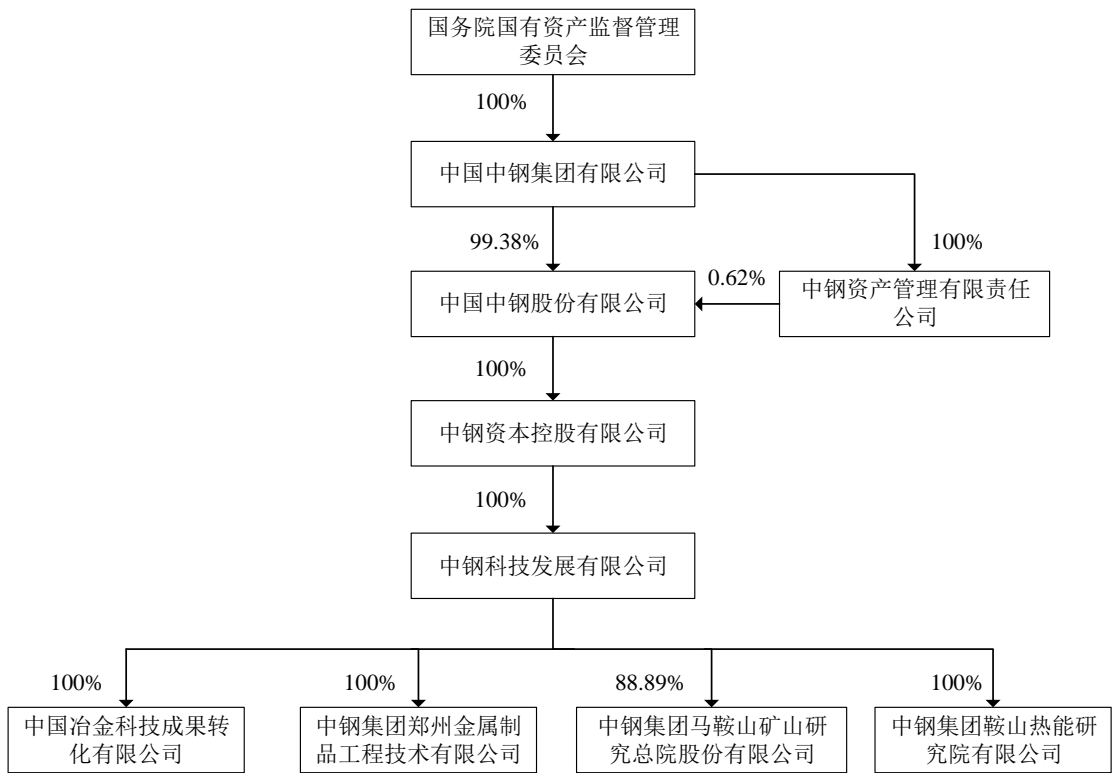 国务院国有资产监督管理
委员会
100%
中国中钢集团有限公司
99.38%
100%
0.62%
中国中钢股份有限公司
中钢资产管理有限责任
公司
100%
中钢资本控股有限公司
100%
中钢科技发展有限公司
100%
100%
88.89%
100%
中国冶金科技成果转
化有限公司
中钢集团郑州金属制
品工程技术有限公司
中钢集团马鞍山矿山研
究总院股份有限公司
中钢集团鞍山热能研
究院有限公司